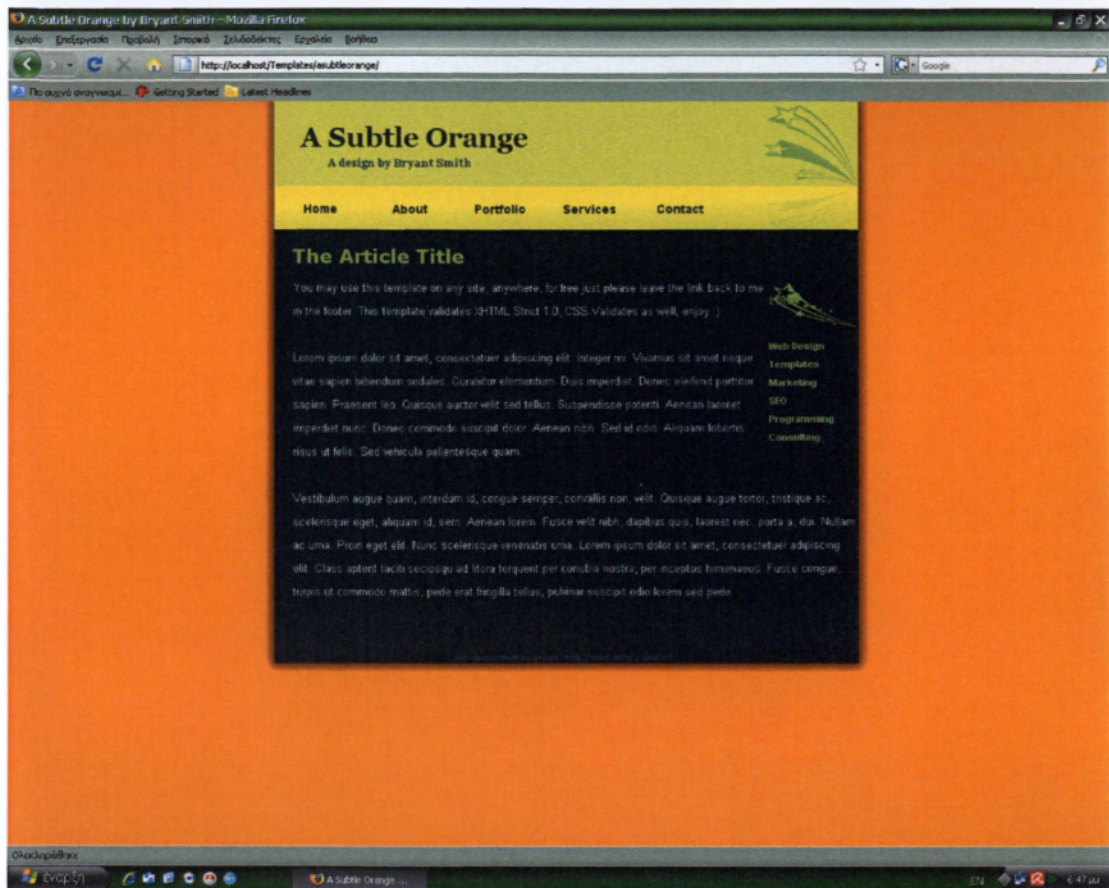 A Subtle Orange by Bryant Smith - Mozilla Firefox
Αρχείο Επεξεργασία Προβολή Ιστορικό Σελιδοδείκτες Εργαλεία Βοήθεια
http://localhost/Templates/asubtleorange/
Google
Πιο συχνά αναγνωσμέ... Getting Started Latest Headlines
A Subtle Orange
A design by Bryant Smith
Home About Portfolio Services Contact
The Article Title
You may use this template on any site, anywhere, for free just please leave the link back to me
in the footer. This template validates XHTML Strict 1.0, CSS Validates as well, enjoy :)
Lorem ipsum dolor sit amet, consectetuer adipiscing elit. Integer mi. Vivamus sit amet neque
vitae sapien bibendum sodales. Curabitur elementum. Duis imperdiet. Donec eleifend porttitor
sapien. Praesent leo. Quisque auctor velit sed tellus. Suspendisse potenti. Aenean laoreet
imperdiet nunc. Donec commodo suscipit dolor. Aenean nibh. Sed id odio. Aliquam lobortis
risus ut felis. Sed vehicula pellentesque quam.
Web Design
Templates
Marketing
SEO
Programming
Consulting
Vestibulum augue quam, interdum id, congue semper, convallis non, velit. Quisque augue tortor, tristique ac,
scelerisque eget, aliquam id, sem. Aenean lorem. Fusce velit nibh, dapibus quis, laoreet nec, porta a, dui. Nullam
ac urna. Proin eget elit. Nunc scelerisque venenatis urna. Lorem ipsum dolor sit amet, consectetuer adipiscing
elit. Class aptent taciti sociosqu ad litora torquent per conubia nostra, per inceptos himenaeos. Fusce congue,
turpis ut commodo mattis, pede erat fringilla tellus, pulvinar suscipit odio lorem sed pede.
Ολοκληρώθηκε
έναρξη A Subtle Orange ... EN 6:47 μμ